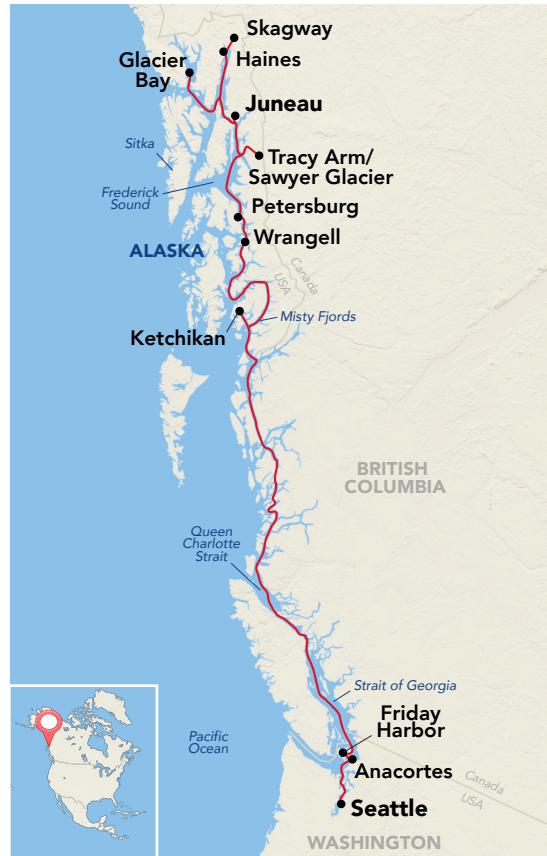 Skagway
Haines
Glacier
Bay
Juneau
Sitka
Tracy Arm/
Sawyer Glacier
Frederick
Sound
Petersburg
Wrangell
ALASKA
Canada
USA
Misty Fjords
Ketchikan
BRITISH
COLUMBIA
Queen
Charlotte
Strait
Strait of Georgia
Friday
Harbor
Pacific
Ocean
Anacortes
Canada
USA
Seattle
WASHINGTON